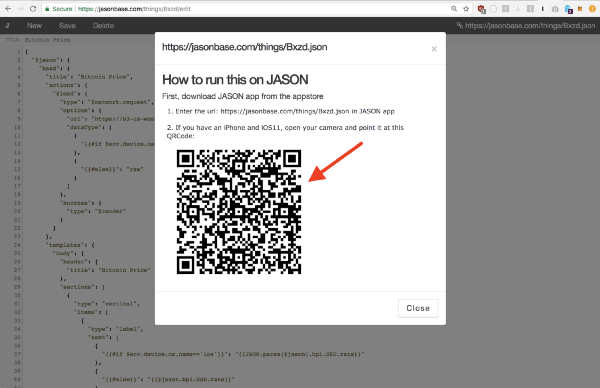 Secure https://jasonbase.com/things/Bxzd/edit
J New Save Delete https://jasonbase.com/things/Bxzd.json
TITLE Bitcoin Price
https://jasonbase.com/things/Bxzd.json ×
How to run this on JASON
First, download JASON app from the appstore
1. Enter the url: https://jasonbase.com/things/Bxzd.json in JASON app
2. If you have an iPhone and iOS11, open your camera and point it at this
QRCode:
Close
1 {
2 "$jason": {
3 "head": {
4 "title": "Bitcoin Price",
5 "actions": {
6 "$load": {
7 "type": "$network.request",
8 "options": {
9 "url": "https://s3-us-wes
10 "dataType": [
11 {
12 "{{#if $env.device.os
13 },
14 {
15 "{{#else}}": "raw"
16 }
17 ]
18 },
19 "success": {
20 "type": "$render"
21 }
22 }
23 },
24 "templates": {
25 "body": {
26 "header": {
27 "title": "Bitcoin Price"
28 },
29 "sections": [
30 {
31 "type": "vertical",
32 "items": [
33 {
34 "type": "label",
35 "text": [
36 {
37 "{{#if $env.device.os.name=='ios'}}": "{{JSON.parse($jason).bpi.USD.rate}}"
38 },
39 {
40 "{{#else}}": "{{$jason.bpi.USD.rate}}"